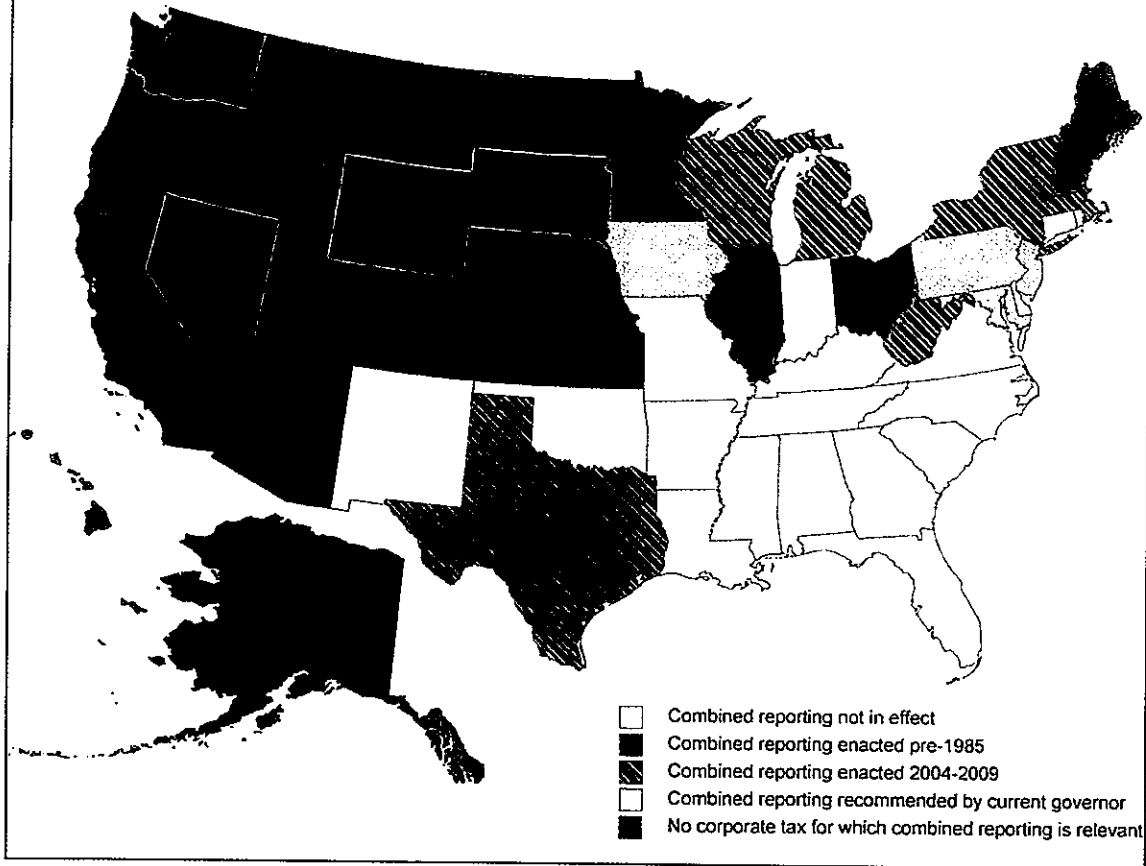 Combined reporting not in effect
Combined reporting enacted pre-1985
Combined reporting enacted 2004-2009
Combined reporting recommended by current governor
No corporate tax for which combined reporting is relevant